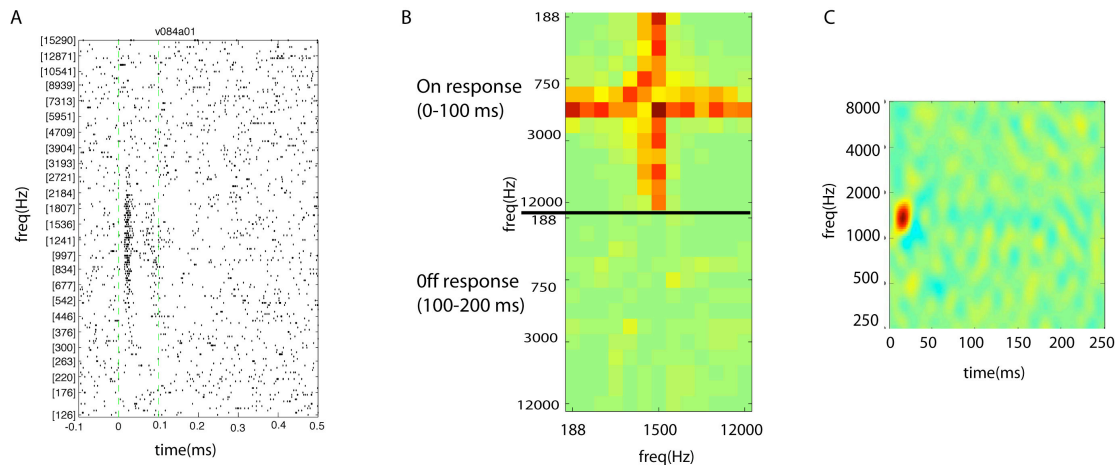 A
v084a01
[15290]
[12871]
[10541]
[8939]
[7313]
[5951]
[4709]
[3904]
[3193]
[2721]
[2184]
[1807]
[1536]
[1241]
[997]
[834]
[677]
[542]
[446]
[376]
[300]
[263]
[220]
[176]
[126]
freq(Hz)
-0.1 0 0.1 0.2 0.3 0.4 0.5
time(ms)
B
On response
(0-100 ms)
188
750
3000
12000
freq(Hz)
0ff response
(100-200 ms)
188
750
3000
12000
188 1500 12000
freq(Hz)
C
8000
4000
2000
1000
500
250
freq(Hz)
0 50 100 150 200 250
time(ms)